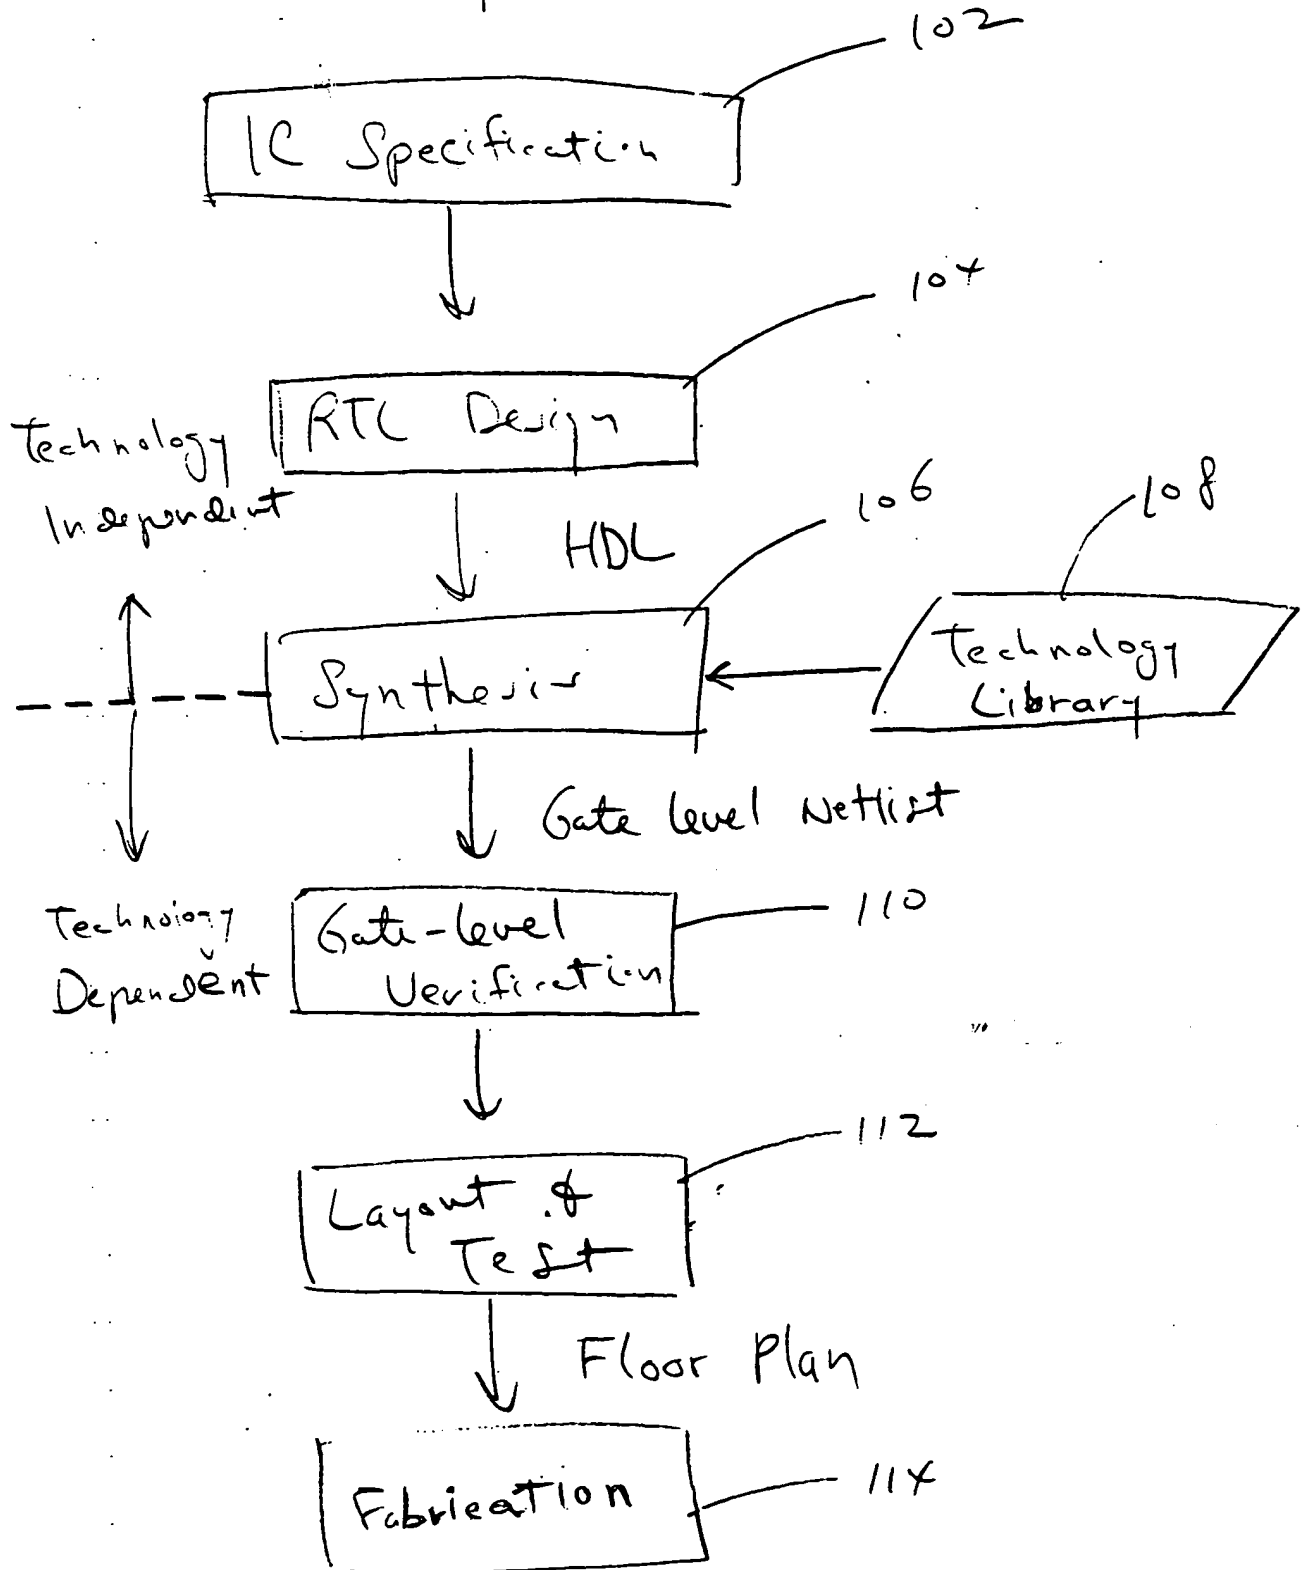 102
IC Specification
104
RTL Design
Technology
Independent
HDL
106
108
Synthesis
Technology
Library
Gate level Netlist
Technology
Dependent
Gate-level
Verification
110
112
Layout &
Test
Floor Plan
Fabrication
114